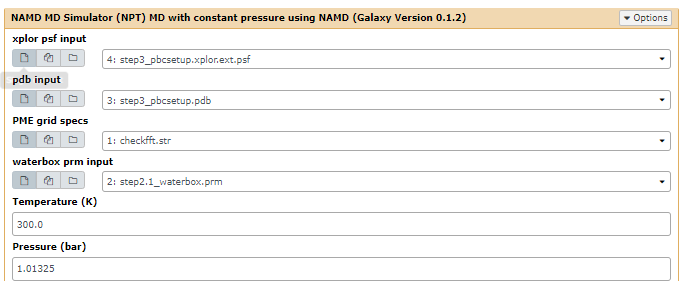 NAMD MD Simulator (NPT) MD with constant pressure using NAMD (Galaxy Version 0.1.2) Options
xplor psf input
4: step3_pbcsetup.xplor.ext.psf
pdb input
3: step3_pbcsetup.pdb
PME grid specs
1: checkfft.str
waterbox prm input
2: step2.1_waterbox.prm
Temperature (K)
300.0
Pressure (bar)
1.01325